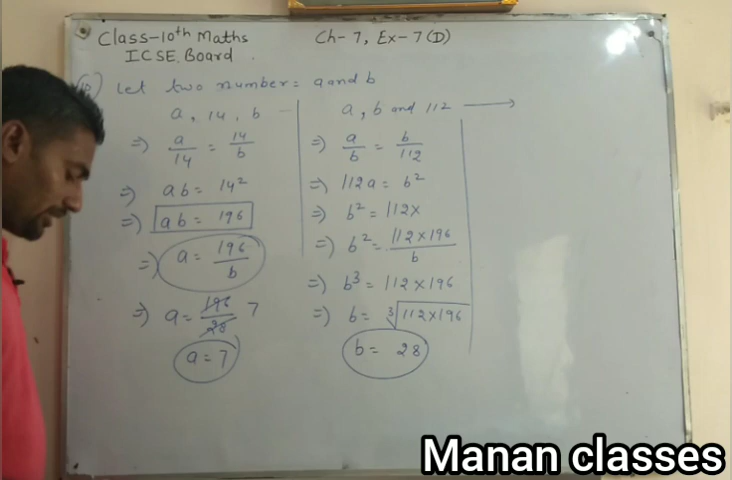 Class-10th Maths
Ch-7, Ex-7(D)
ICSE Board.
Let two number = a and b
a, 14, b
⇒ a/14 = 14/b
⇒ ab = 14²
⇒ ab = 196
⇒ a = 196/b
⇒ a = 196/28 7
a = 7
a, b and 112 →
⇒ a/b = b/112
⇒ 112a = b²
⇒ b² = 112x
⇒ b² = 112×196/b
⇒ b³ = 112×196
⇒ b = ³√112×196
b = 28
Manan classes